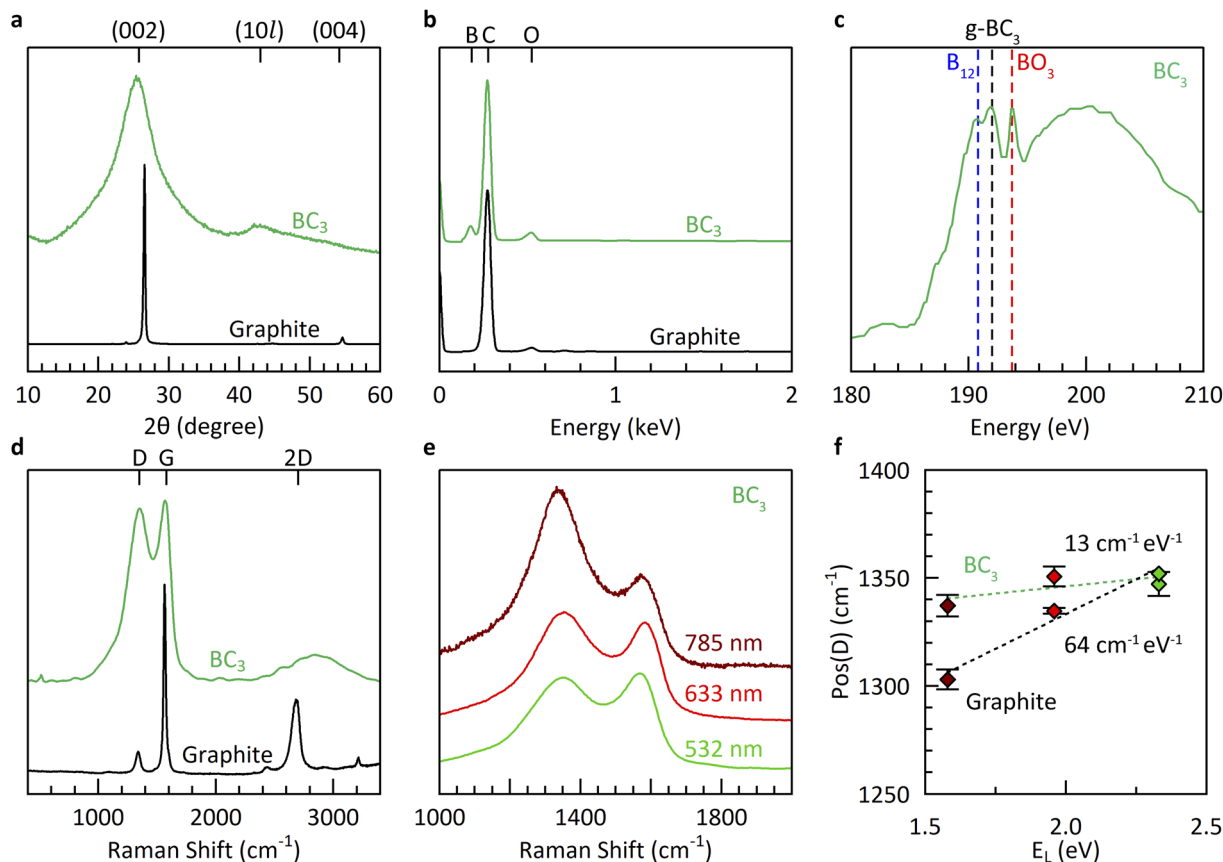 a
(002) (10l) (004)
BC₃
Graphite
10 20 30 40 50 60
2θ (degree)
b
B C O
BC₃
Graphite
0 1 2
Energy (keV)
c
g-BC₃
B₁₂ BO₃ BC₃
180 190 200 210
Energy (eV)
d
D G 2D
BC₃
Graphite
1000 2000 3000
Raman Shift (cm⁻¹)
e
BC₃
785 nm
633 nm
532 nm
1000 1400 1800
Raman Shift (cm⁻¹)
f
1400
13 cm⁻¹ eV⁻¹
BC₃
1350
64 cm⁻¹ eV⁻¹
1300
Graphite
1250
Pos(D) (cm⁻¹)
1.5 2.0 2.5
E_L (eV)